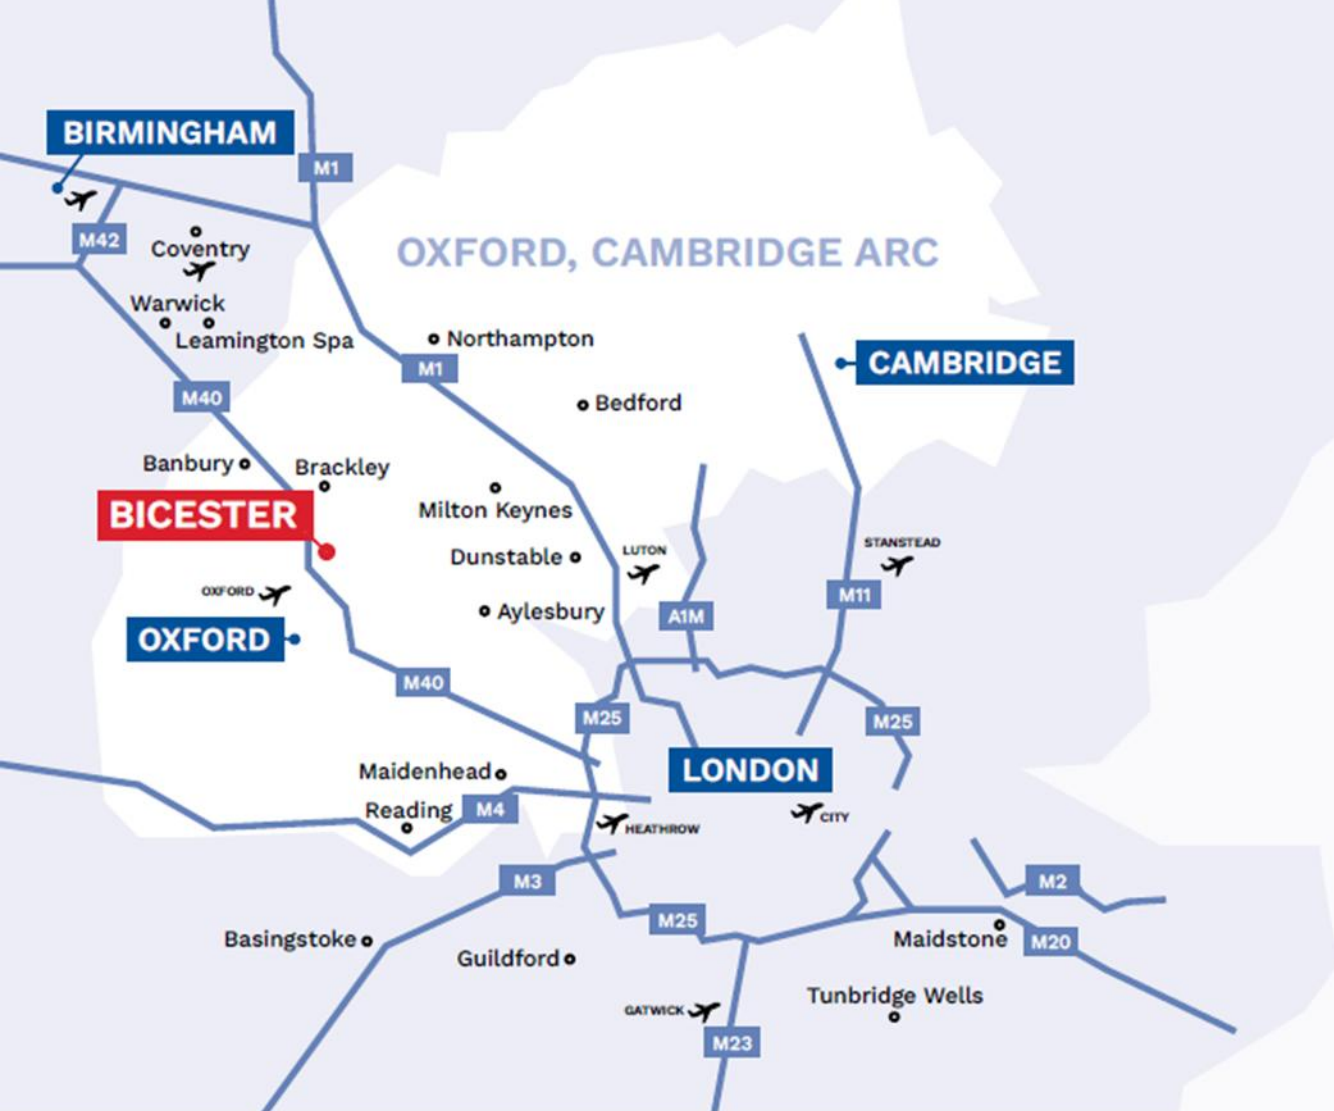 BIRMINGHAM
M1
M42
Coventry
OXFORD, CAMBRIDGE ARC
Warwick
Leamington Spa
Northampton
M1
CAMBRIDGE
M40
Bedford
Banbury
Brackley
Milton Keynes
BICESTER
STANSTEAD
LUTON
Dunstable
OXFORD
M11
Aylesbury
A1M
OXFORD
M40
M25
M25
Maidenhead
LONDON
Reading
M4
CITY
HEATHROW
M3
M2
M25
Basingstoke
Maidstone
M20
Guildford
Tunbridge Wells
GATWICK
M23